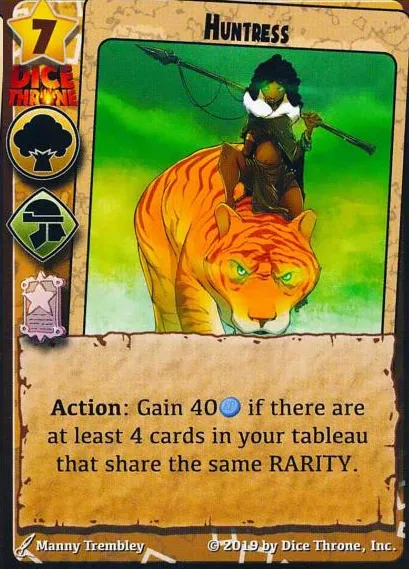 7
HUNTRESS
DICE
THRONE
Action: Gain 40 if there are
at least 4 cards in your tableau
that share the same RARITY.
Manny Trembley
© 2019 by Dice Throne, Inc.